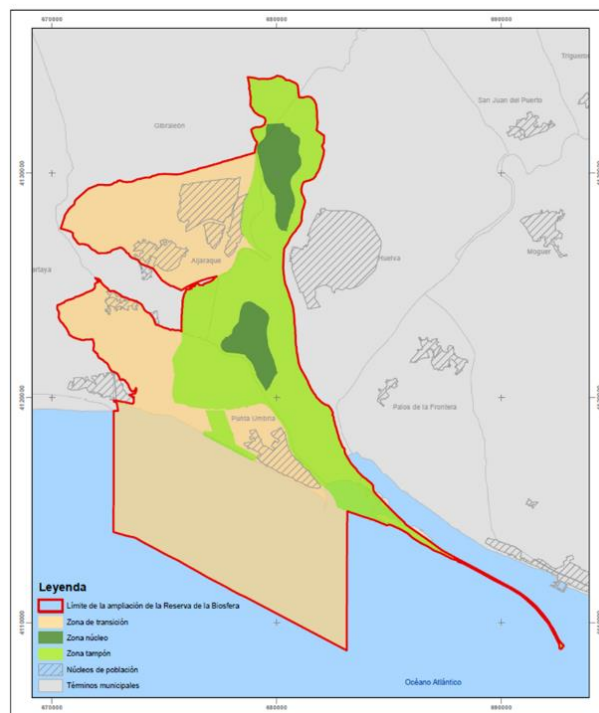 670000 680000 690000
Trigueros
San Juan del Puerto
Gibraleón
4130000
Aljaraque
Huelva
Moguer
Cartaya
4120000
Punta Umbría
Palos de la Frontera
Leyenda
Límite de la ampliación de la Reserva de la Biosfera
Zona de transición
Zona núcleo
Zona tampón
Núcleos de población
Términos municipales
4110000
Océano Atlántico
670000 680000 690000